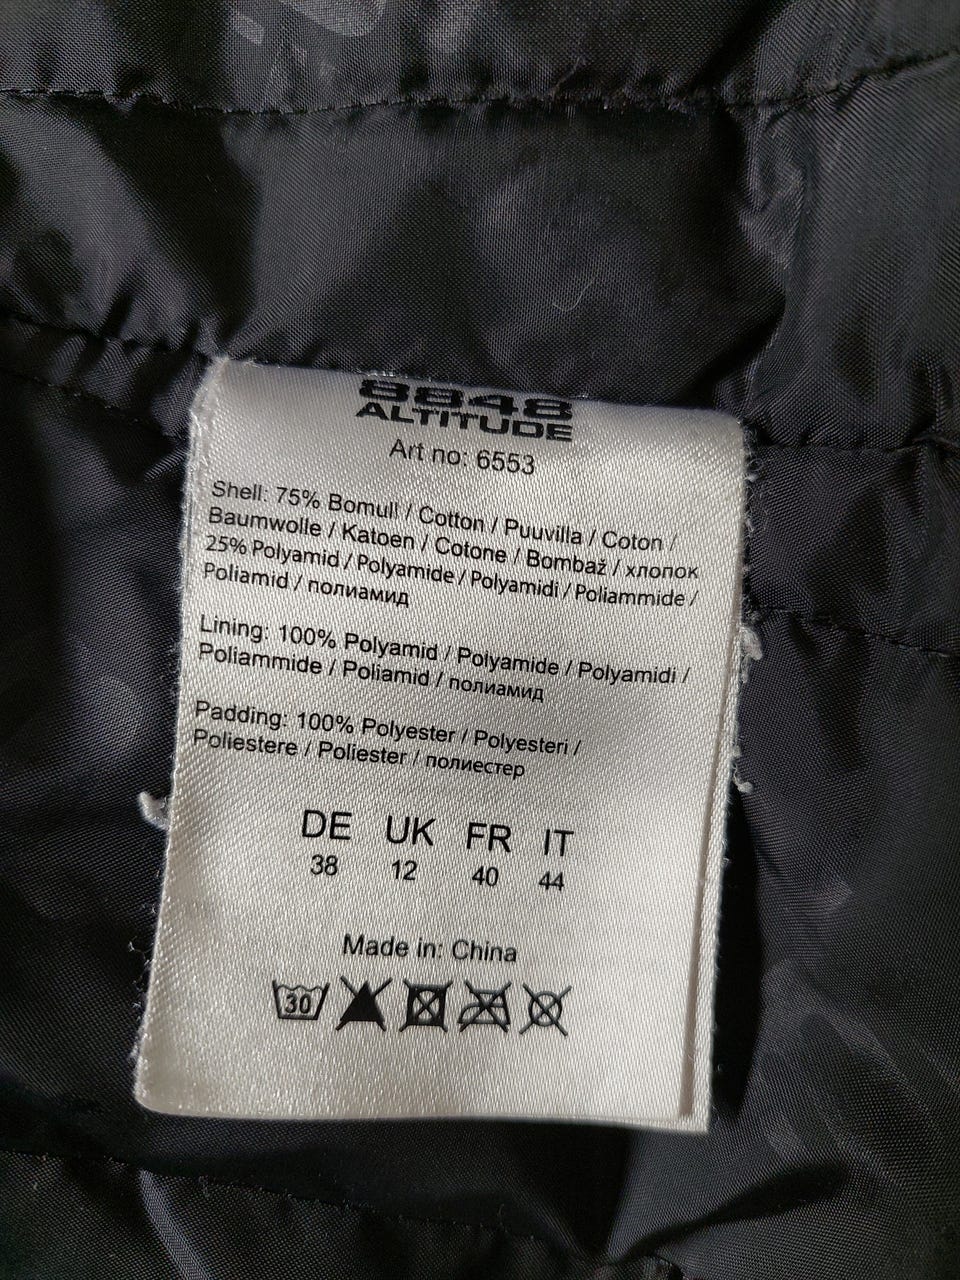 8848
ALTITUDE
Art no: 6553
Shell: 75% Bomull / Cotton / Puuvilla / Coton /
Baumwolle / Katoen / Cotone / Bombaž / хлопок
25% Polyamid / Polyamide / Polyamidi / Poliammide /
Poliamid / полиамид
Lining: 100% Polyamid / Polyamide / Polyamidi /
Poliammide / Poliamid / полиамид
Padding: 100% Polyester / Polyesteri /
Poliestere / Poliester / полиестер
DE UK FR IT
38 12 40 44
Made in: China
30